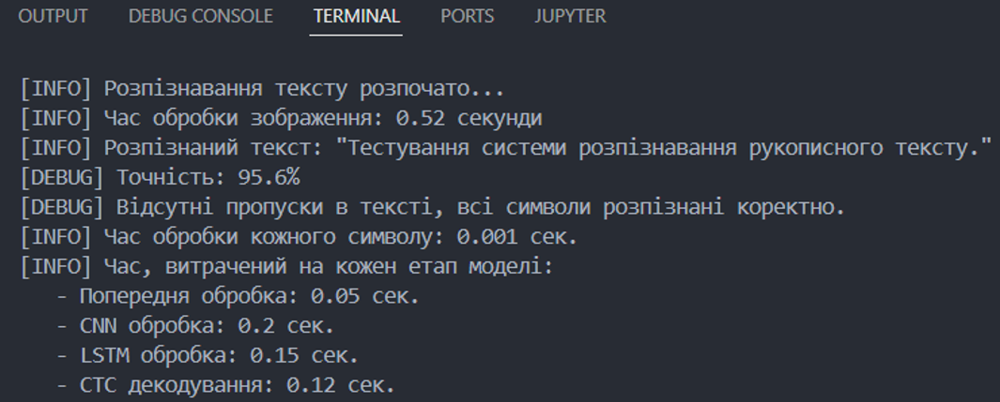 OUTPUT DEBUG CONSOLE TERMINAL PORTS JUPYTER
[INFO] Розпізнавання тексту розпочато...
[INFO] Час обробки зображення: 0.52 секунди
[INFO] Розпізнаний текст: "Тестування системи розпізнавання рукописного тексту."
[DEBUG] Точність: 95.6%
[DEBUG] Відсутні пропуски в тексті, всі символи розпізнані коректно.
[INFO] Час обробки кожного символу: 0.001 сек.
[INFO] Час, витрачений на кожен етап моделі:
- Попередня обробка: 0.05 сек.
- CNN обробка: 0.2 сек.
- LSTM обробка: 0.15 сек.
- CTC декодування: 0.12 сек.